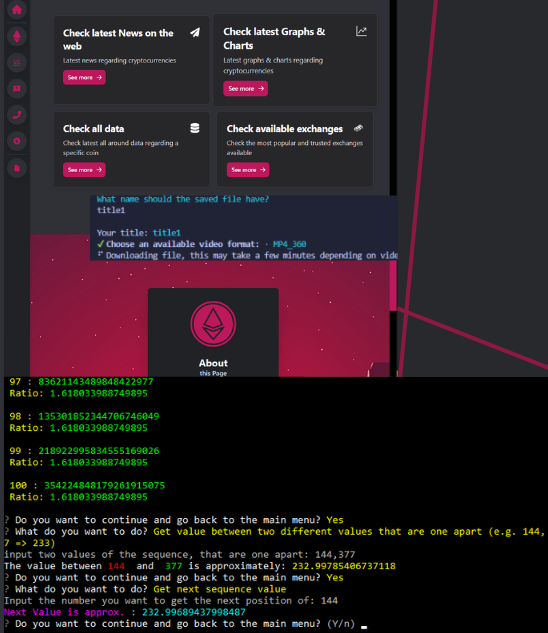 Check latest News on the
web
Latest news regarding cryptocurrencies
See more →
Check latest Graphs &
Charts
Latest graphs & charts regarding
cryptocurrencies
See more →
Check all data
Check latest all around data regarding a
specific coin
See more →
Check available exchanges
Check the most popular and trusted exchanges
available
See more →
What name should the saved file have?
title1
Your title: title1
✓Choose an available video format: · MP4_360
Downloading file, this may take a few minutes depending on vide
About
this Page
97 : 83621143489848422977
Ratio: 1.618033988749895
98 : 135301852344706746049
Ratio: 1.618033988749895
99 : 218922995834555169026
Ratio: 1.618033988749895
100 : 354224848179261915075
Ratio: 1.618033988749895
? Do you want to continue and go back to the main menu? Yes
? What do you want to do? Get value between two different values that are one apart (e.g. 144,
7 => 233)
input two values of the sequence, that are one apart: 144,377
The value between 144 and 377 is approximately: 232.99785406737118
? Do you want to continue and go back to the main menu? Yes
? What do you want to do? Get next sequence value
Input the number you want to get the next position of: 144
Next Value is approx. : 232.99689437998487
? Do you want to continue and go back to the main menu? (Y/n)